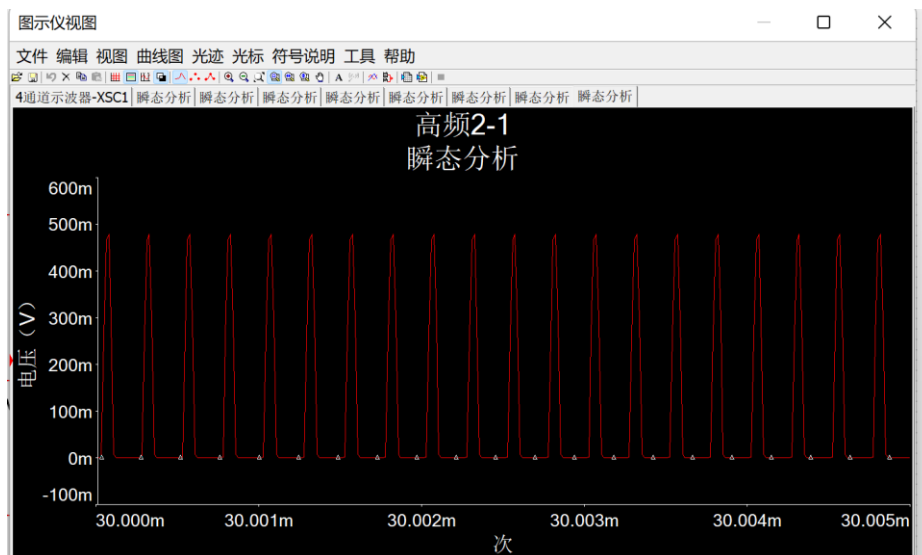 图示仪视图
文件 编辑 视图 曲线图 光迹 光标 符号说明 工具 帮助
4通道示波器-XSC1 瞬态分析 瞬态分析 瞬态分析 瞬态分析 瞬态分析 瞬态分析 瞬态分析 瞬态分析
高频2-1
瞬态分析
电压（V）
600m
500m
400m
300m
200m
100m
0m
-100m
30.000m 30.001m 30.002m 30.003m 30.004m 30.005m
次